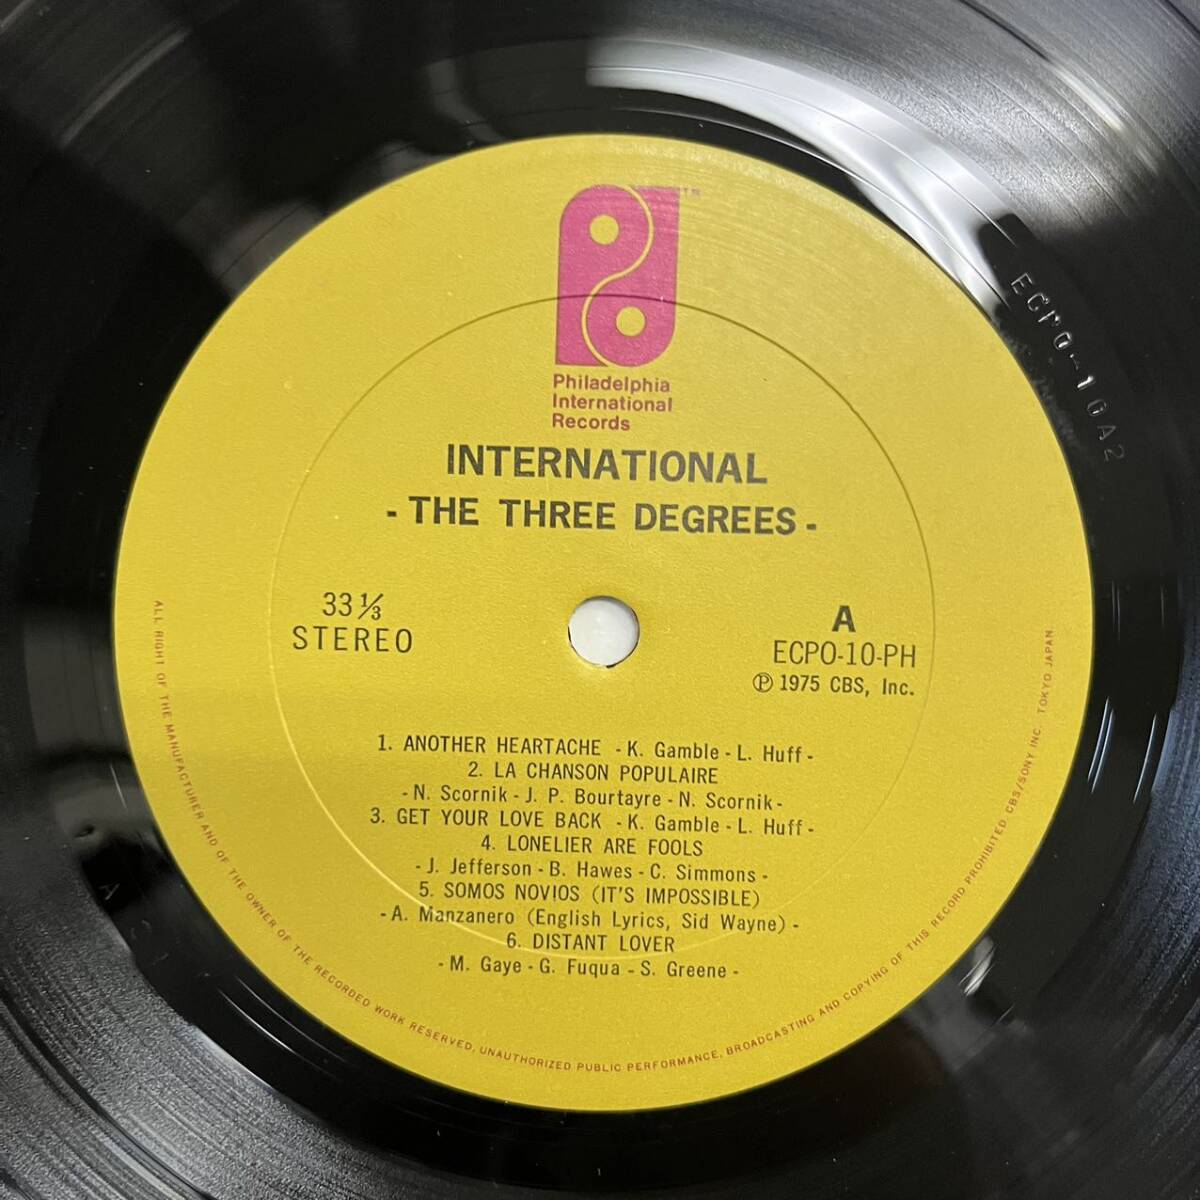 TM
Philadelphia
International
Records
INTERNATIONAL
- THE THREE DEGREES -
33 1/3
STEREO
A
ECPO-10-PH
Ⓟ 1975 CBS, Inc.
1. ANOTHER HEARTACHE - K. Gamble - L. Huff -
2. LA CHANSON POPULAIRE
- N. Scornik - J. P. Bourtayre - N. Scornik -
3. GET YOUR LOVE BACK - K. Gamble - L. Huff -
4. LONELIER ARE FOOLS
- J. Jefferson - B. Hawes - C. Simmons -
5. SOMOS NOVIOS (IT'S IMPOSSIBLE)
- A. Manzanero (English Lyrics, Sid Wayne) -
6. DISTANT LOVER
- M. Gaye - G. Fuqua - S. Greene -
ALL RIGHT OF THE MANUFACTURER AND OF THE OWNER OF THE RECORDED WORK RESERVED, UNAUTHORIZED PUBLIC PERFORMANCE, BROADCASTING AND COPYING OF THIS RECORD PROHIBITED CBS/SONY INC. TOKYO JAPAN.
ECPO-10A2
A